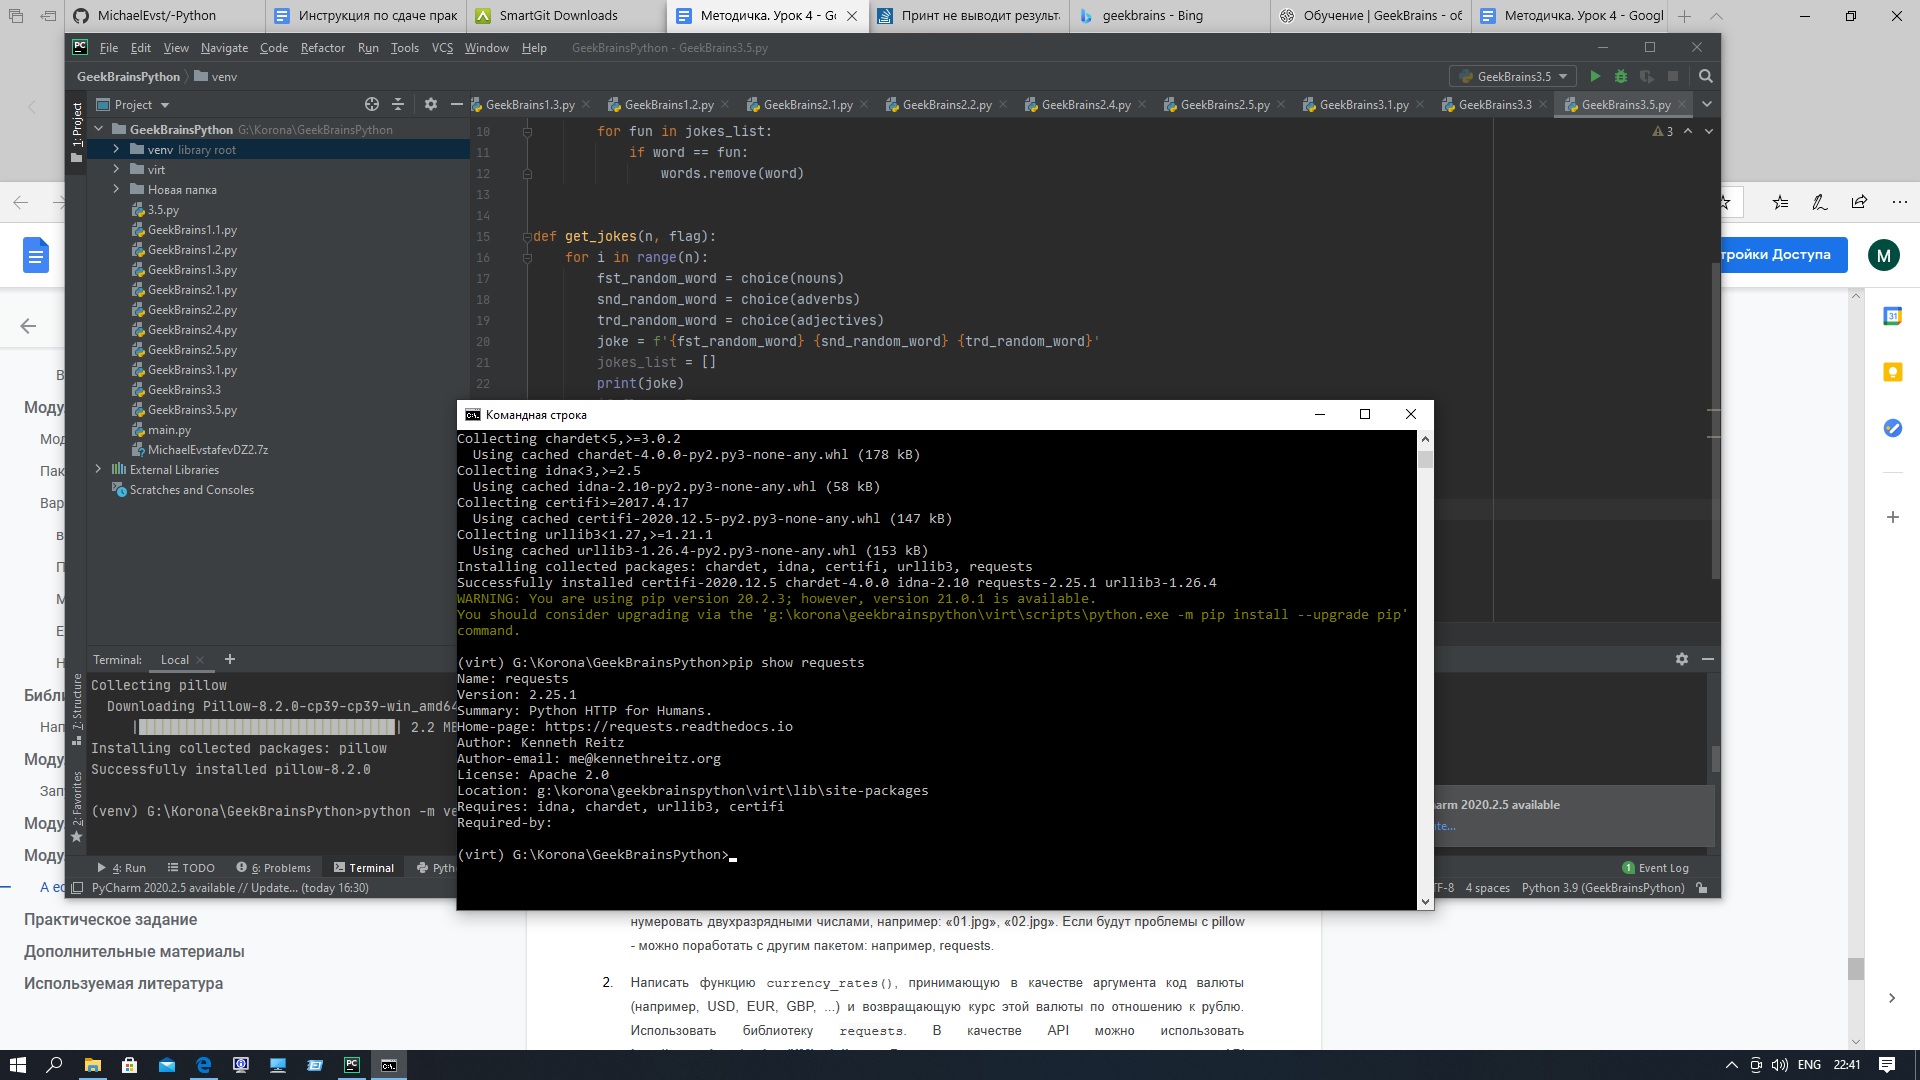 MichaelEvst/-Python
Инструкция по сдаче прак
SmartGit Downloads
Методичка. Урок 4 - Go
Принт не выводит результ
geekbrains - Bing
Обучение | GeekBrains - об
Методичка. Урок 4 - Googl
File Edit View Navigate Code Refactor Run Tools VCS Window Help GeekBrainsPython - GeekBrains3.5.py
GeekBrainsPython venv
GeekBrains3.5
1: Project
Project
GeekBrains1.3.py GeekBrains1.2.py GeekBrains2.1.py GeekBrains2.2.py GeekBrains2.4.py GeekBrains2.5.py GeekBrains3.1.py GeekBrains3.3 GeekBrains3.5.py
GeekBrainsPython G:\Korona\GeekBrainsPython
venv library root
virt
Новая папка
3.5.py
GeekBrains1.1.py
GeekBrains1.2.py
GeekBrains1.3.py
GeekBrains2.1.py
GeekBrains2.2.py
GeekBrains2.4.py
GeekBrains2.5.py
GeekBrains3.1.py
GeekBrains3.3
GeekBrains3.5.py
main.py
MichaelEvstafevDZ2.7z
External Libraries
Scratches and Consoles
3
10 for fun in jokes_list:
11 if word == fun:
12 words.remove(word)
13
14
15 def get_jokes(n, flag):
16 for i in range(n):
17 fst_random_word = choice(nouns)
18 snd_random_word = choice(adverbs)
19 trd_random_word = choice(adjectives)
20 joke = f'{fst_random_word} {snd_random_word} {trd_random_word}'
21 jokes_list = []
22 print(joke)
тройки Доступа
M
31
В
Моду
Мод
Пак
Вар
в
П
М
Е
Н
Библ
Нап
Моду
Зап
Моду
Моду
А ес
Практическое задание
Дополнительные материалы
Используемая литература
Командная строка
Collecting chardet<5,>=3.0.2
Using cached chardet-4.0.0-py2.py3-none-any.whl (178 kB)
Collecting idna<3,>=2.5
Using cached idna-2.10-py2.py3-none-any.whl (58 kB)
Collecting certifi>=2017.4.17
Using cached certifi-2020.12.5-py2.py3-none-any.whl (147 kB)
Collecting urllib3<1.27,>=1.21.1
Using cached urllib3-1.26.4-py2.py3-none-any.whl (153 kB)
Installing collected packages: chardet, idna, certifi, urllib3, requests
Successfully installed certifi-2020.12.5 chardet-4.0.0 idna-2.10 requests-2.25.1 urllib3-1.26.4
WARNING: You are using pip version 20.2.3; however, version 21.0.1 is available.
You should consider upgrading via the 'g:\korona\geekbrainspython\virt\scripts\python.exe -m pip install --upgrade pip'
command.
(virt) G:\Korona\GeekBrainsPython>pip show requests
Name: requests
Version: 2.25.1
Summary: Python HTTP for Humans.
Home-page: https://requests.readthedocs.io
Author: Kenneth Reitz
Author-email: me@kennethreitz.org
License: Apache 2.0
Location: g:\korona\geekbrainspython\virt\lib\site-packages
Requires: idna, chardet, urllib3, certifi
Required-by:
(virt) G:\Korona\GeekBrainsPython>
Terminal: Local
Collecting pillow
Downloading Pillow-8.2.0-cp39-cp39-win_amd64
2.2 MB
Installing collected packages: pillow
Successfully installed pillow-8.2.0
(venv) G:\Korona\GeekBrainsPython>python -m ve
7: Structure
2: Favorites
arm 2020.2.5 available
te...
4: Run TODO 6: Problems Terminal Pyth
1 Event Log
PyCharm 2020.2.5 available // Update... (today 16:30)
TF-8 4 spaces Python 3.9 (GeekBrainsPython)
нумеровать двухразрядными числами, например: «01.jpg», «02.jpg». Если будут проблемы с pillow
- можно поработать с другим пакетом: например, requests.
2. Написать функцию currency_rates(), принимающую в качестве аргумента код валюты
(например, USD, EUR, GBP, ...) и возвращающую курс этой валюты по отношению к рублю.
Использовать библиотеку requests. В качестве API можно использовать
ENG 22:41